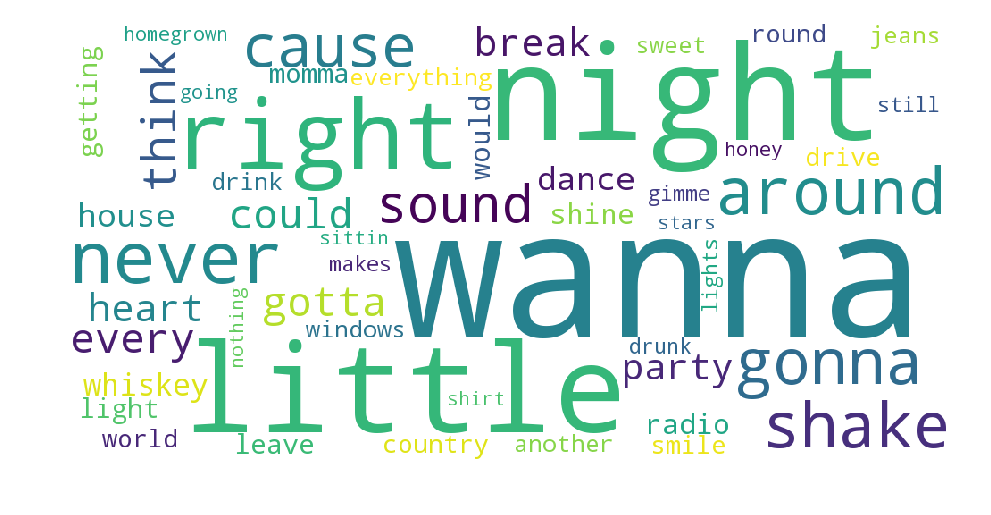 homegrown
cause
break
sweet
round
jeans
getting
think
momma
everything
night
going
right
would
still
honey
drive
drink
dance
gimme
around
house
could
sound
shine
stars
never
sittin
makes
wanna
lights
heart
gotta
nothing
windows
every
little
drunk
party
gonna
whiskey
light
shirt
shake
world
leave
country
another
radio
smile